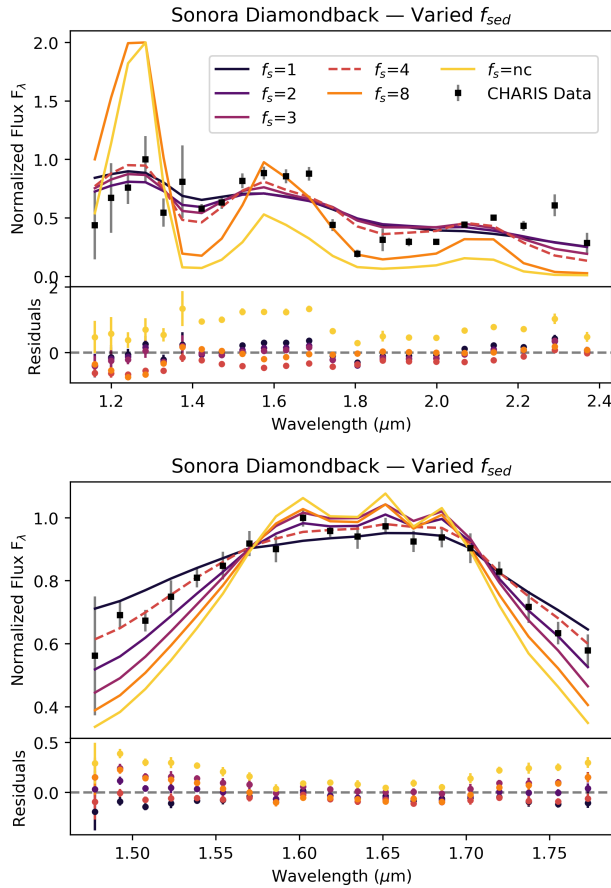 Sonora Diamondback — Varied f_sed
2.0
1.5
1.0
0.5
0.0
Normalized Flux F_λ
f_s=1
f_s=2
f_s=3
f_s=4
f_s=8
f_s=nc
CHARIS Data
2
0
Residuals
1.2 1.4 1.6 1.8 2.0 2.2 2.4
Wavelength (μm)
Sonora Diamondback — Varied f_sed
1.0
0.8
0.6
0.4
Normalized Flux F_λ
0.5
0.0
Residuals
1.50 1.55 1.60 1.65 1.70 1.75
Wavelength (μm)